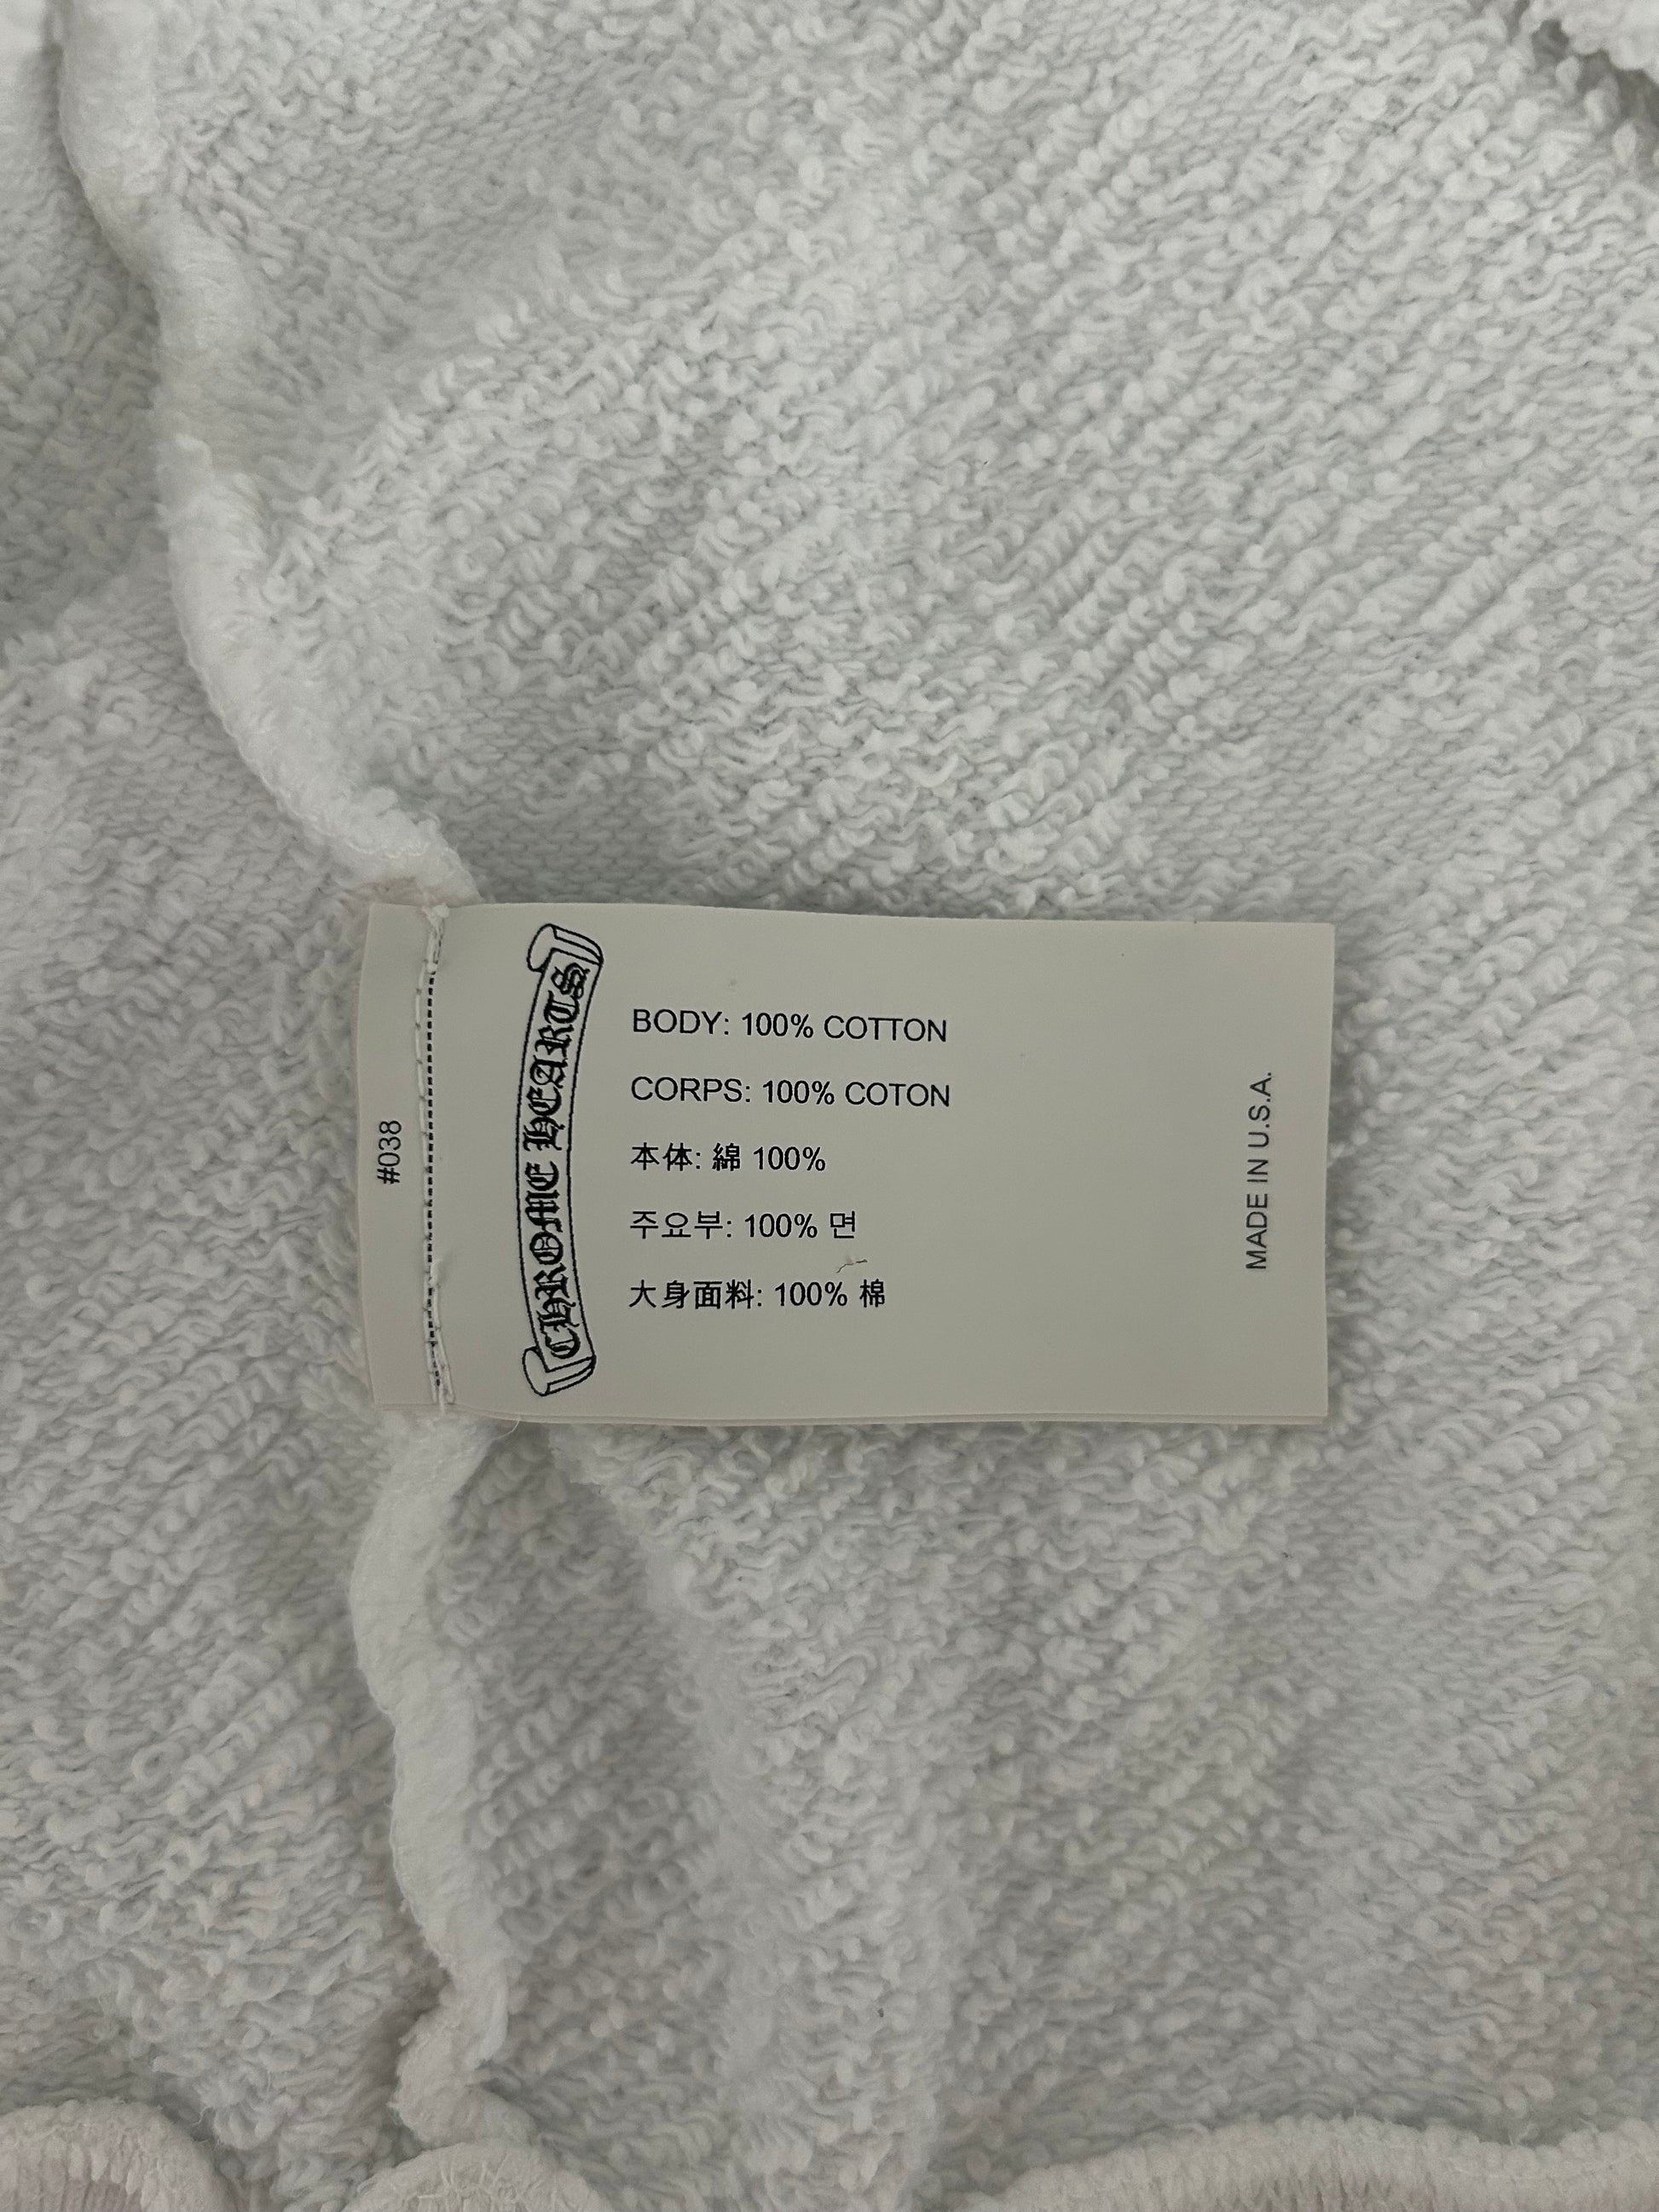 #038
CHROME HEARTS
BODY: 100% COTTON
CORPS: 100% COTON
本体: 綿 100%
주요부: 100% 면
大身面料: 100% 棉
MADE IN U.S.A.